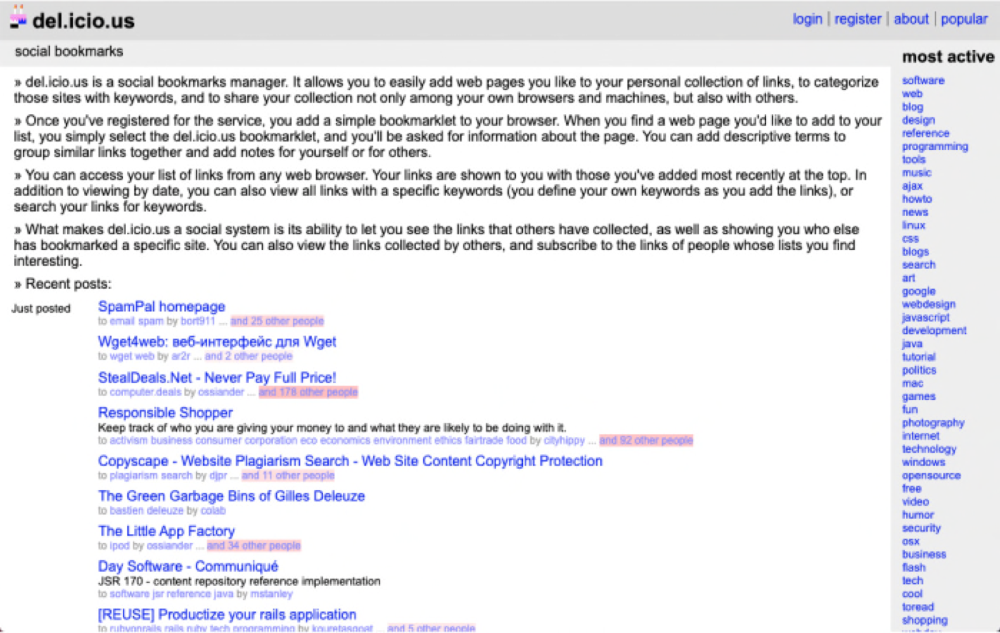 del.icio.us
login | register | about | popular
social bookmarks
» del.icio.us is a social bookmarks manager. It allows you to easily add web pages you like to your personal collection of links, to categorize
those sites with keywords, and to share your collection not only among your own browsers and machines, but also with others.
» Once you've registered for the service, you add a simple bookmarklet to your browser. When you find a web page you'd like to add to your
list, you simply select the del.icio.us bookmarklet, and you'll be asked for information about the page. You can add descriptive terms to
group similar links together and add notes for yourself or for others.
» You can access your list of links from any web browser. Your links are shown to you with those you've added most recently at the top. In
addition to viewing by date, you can also view all links with a specific keywords (you define your own keywords as you add the links), or
search your links for keywords.
» What makes del.icio.us a social system is its ability to let you see the links that others have collected, as well as showing you who else
has bookmarked a specific site. You can also view the links collected by others, and subscribe to the links of people whose lists you find
interesting.
» Recent posts:
Just posted
SpamPal homepage
to email spam by bort911 ... and 25 other people
Wget4web: веб-интерфейс для Wget
to wget web by ar2r ... and 2 other people
StealDeals.Net - Never Pay Full Price!
to computer.deals by ossiander ... and 178 other people
Responsible Shopper
Keep track of who you are giving your money to and what they are likely to be doing with it.
to activism business consumer corporation eco economics environment ethics fairtrade food by cityhippy ... and 92 other people
Copyscape - Website Plagiarism Search - Web Site Content Copyright Protection
to plagiarism search by djpr ... and 11 other people
The Green Garbage Bins of Gilles Deleuze
to bastien deleuze by colab
The Little App Factory
to ipod by ossiander ... and 34 other people
Day Software - Communiqué
JSR 170 - content repository reference implementation
to software jsr reference java by mstanley
[REUSE] Productize your rails application
to rubyonrails rails ruby tech programming by kouretasgoat ... and 5 other people
most active
software
web
blog
design
reference
programming
tools
music
ajax
howto
news
linux
css
blogs
search
art
google
webdesign
javascript
development
java
tutorial
politics
mac
games
fun
photography
internet
technology
windows
opensource
free
video
humor
security
osx
business
flash
tech
cool
toread
shopping